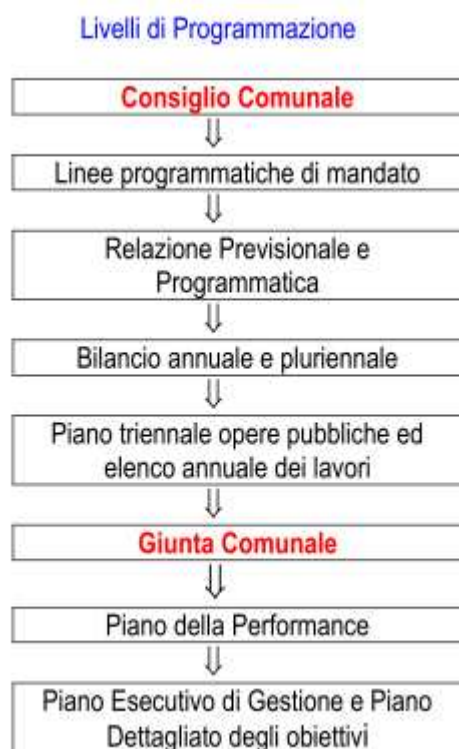 Livelli di Programmazione
Consiglio Comunale
Linee programmatiche di mandato
Relazione Previsionale e
Programmatica
Bilancio annuale e pluriennale
Piano triennale opere pubbliche ed
elenco annuale dei lavori
Giunta Comunale
Piano della Performance
Piano Esecutivo di Gestione e Piano
Dettagliato degli obiettivi